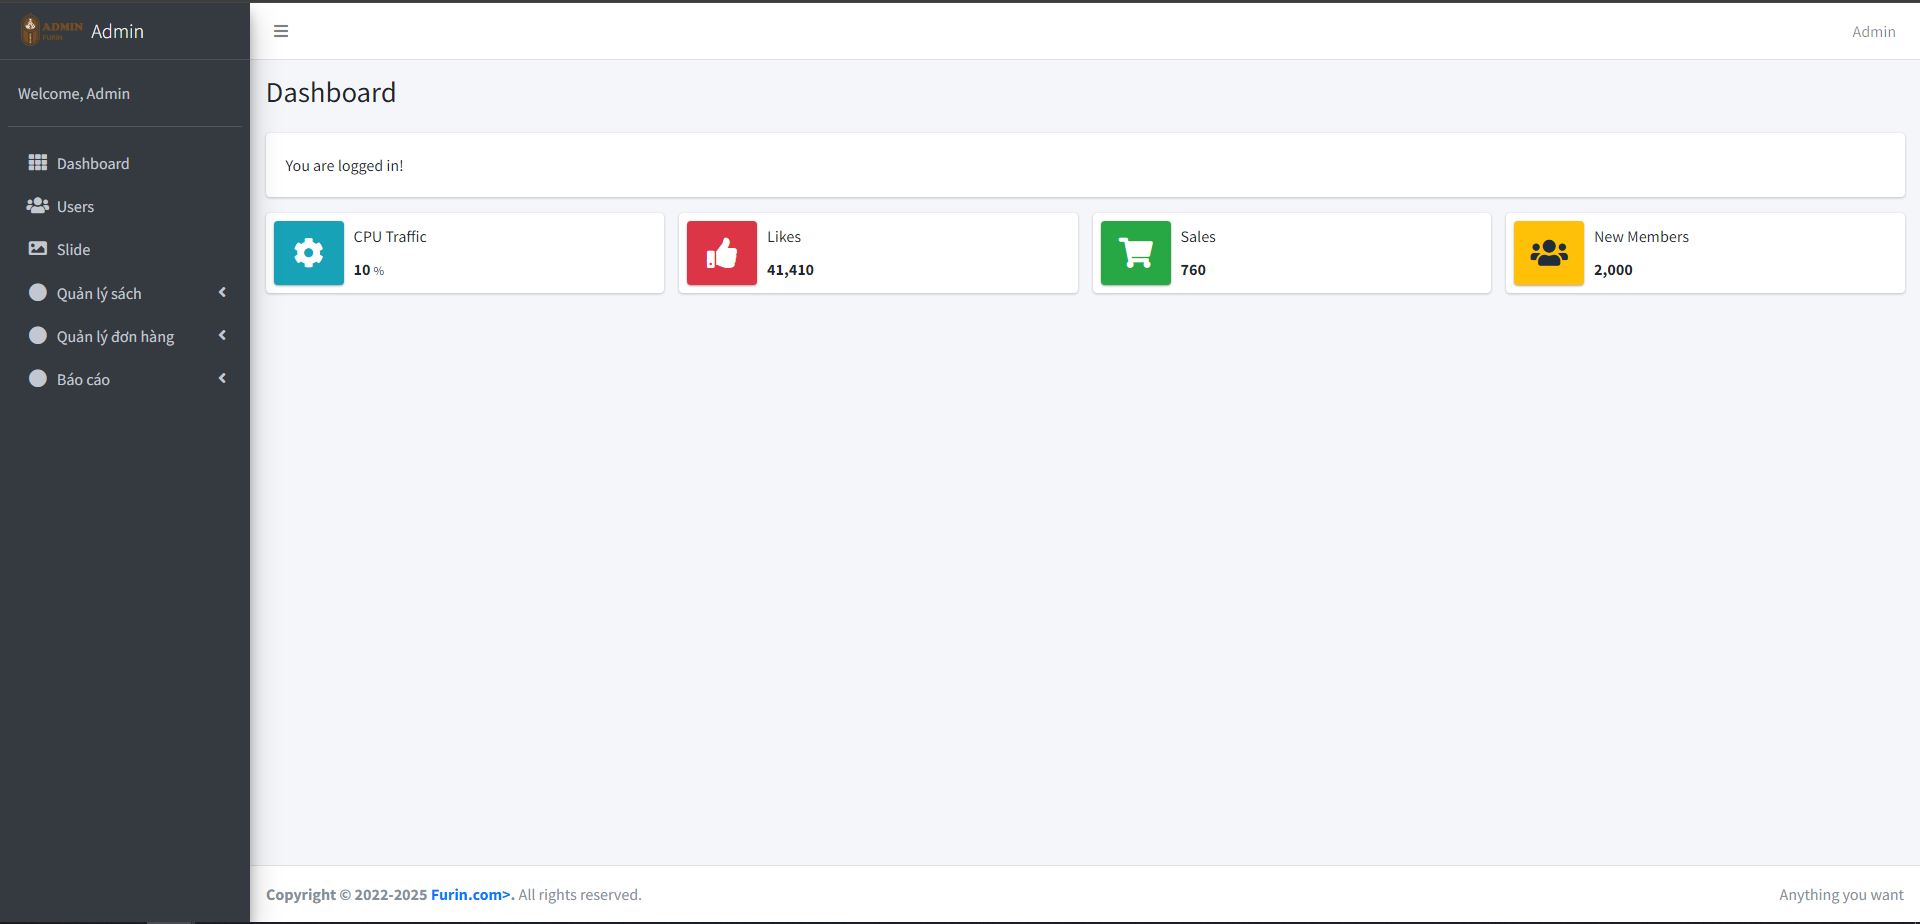 ADMIN
FURIN
Admin
Admin
Welcome, Admin
Dashboard
Users
Slide
Quản lý sách
Quản lý đơn hàng
Báo cáo
Dashboard
You are logged in!
CPU Traffic
10 %
Likes
41,410
Sales
760
New Members
2,000
Copyright © 2022-2025 Furin.com>. All rights reserved.
Anything you want